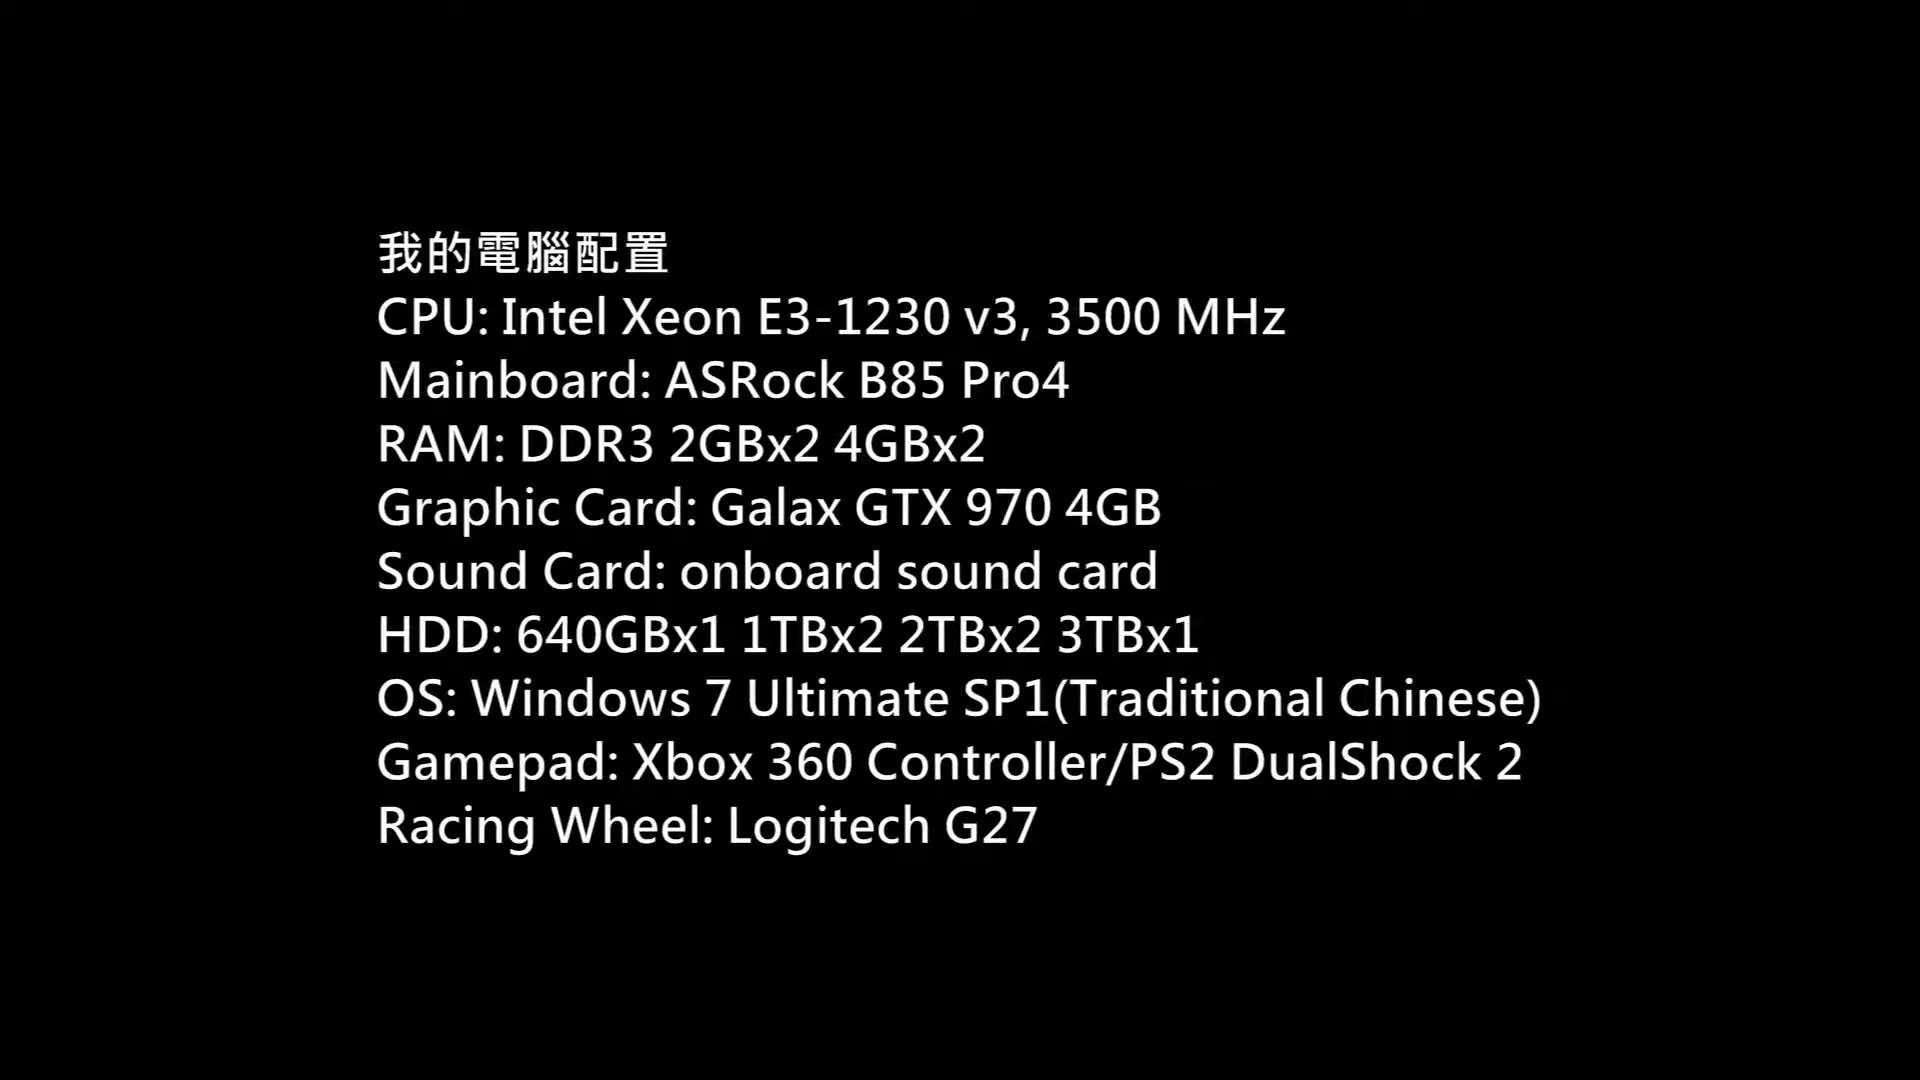 我的電腦配置
CPU: Intel Xeon E3-1230 v3, 3500 MHz
Mainboard: ASRock B85 Pro4
RAM: DDR3 2GBx2 4GBx2
Graphic Card: Galax GTX 970 4GB
Sound Card: onboard sound card
HDD: 640GBx1 1TBx2 2TBx2 3TBx1
OS: Windows 7 Ultimate SP1(Traditional Chinese)
Gamepad: Xbox 360 Controller/PS2 DualShock 2
Racing Wheel: Logitech G27